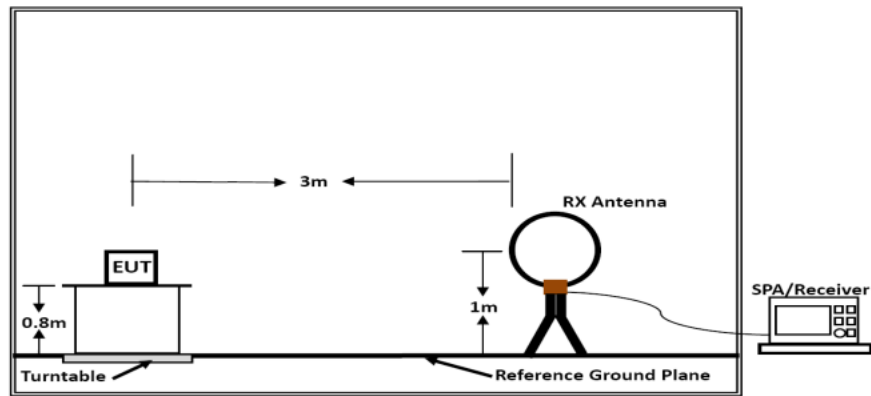 3m
RX Antenna
EUT
0.8m
1m
SPA/Receiver
Turntable
Reference Ground Plane